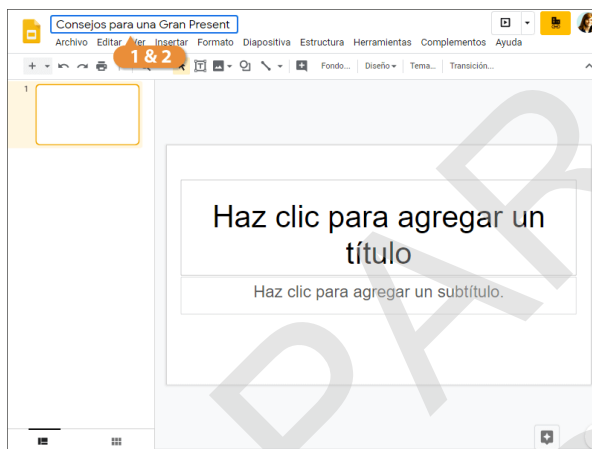 Consejos para una Gran Present
Archivo Editar Ver Insertar Formato Diapositiva Estructura Herramientas Complementos Ayuda
1 & 2
Fondo... Diseño Tema... Transición...
1
Haz clic para agregar un
título
Haz clic para agregar un subtítulo.
PAR